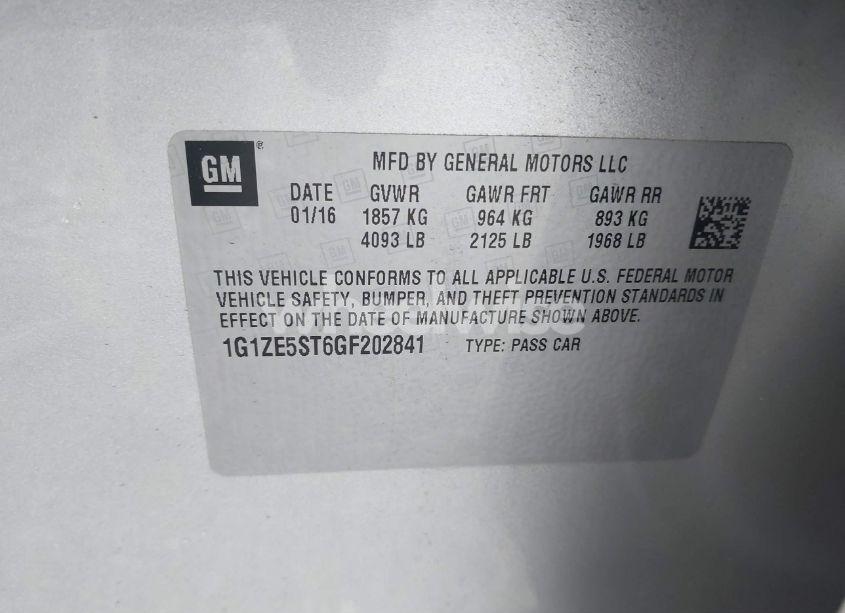 GM®
MFD BY GENERAL MOTORS LLC
DATE GVWR GAWR FRT GAWR RR
01/16 1857 KG 964 KG 893 KG
4093 LB 2125 LB 1968 LB
THIS VEHICLE CONFORMS TO ALL APPLICABLE U.S. FEDERAL MOTOR
VEHICLE SAFETY, BUMPER, AND THEFT PREVENTION STANDARDS IN
EFFECT ON THE DATE OF MANUFACTURE SHOWN ABOVE.
wheelwise
1G1ZE5ST6GF202841 TYPE: PASS CAR